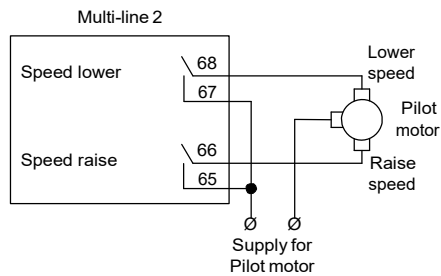 Multi-line 2
Speed lower
68
67
Speed raise
66
65
Lower
speed
Pilot
motor
Raise
speed
Ø Ø
Supply for
Pilot motor